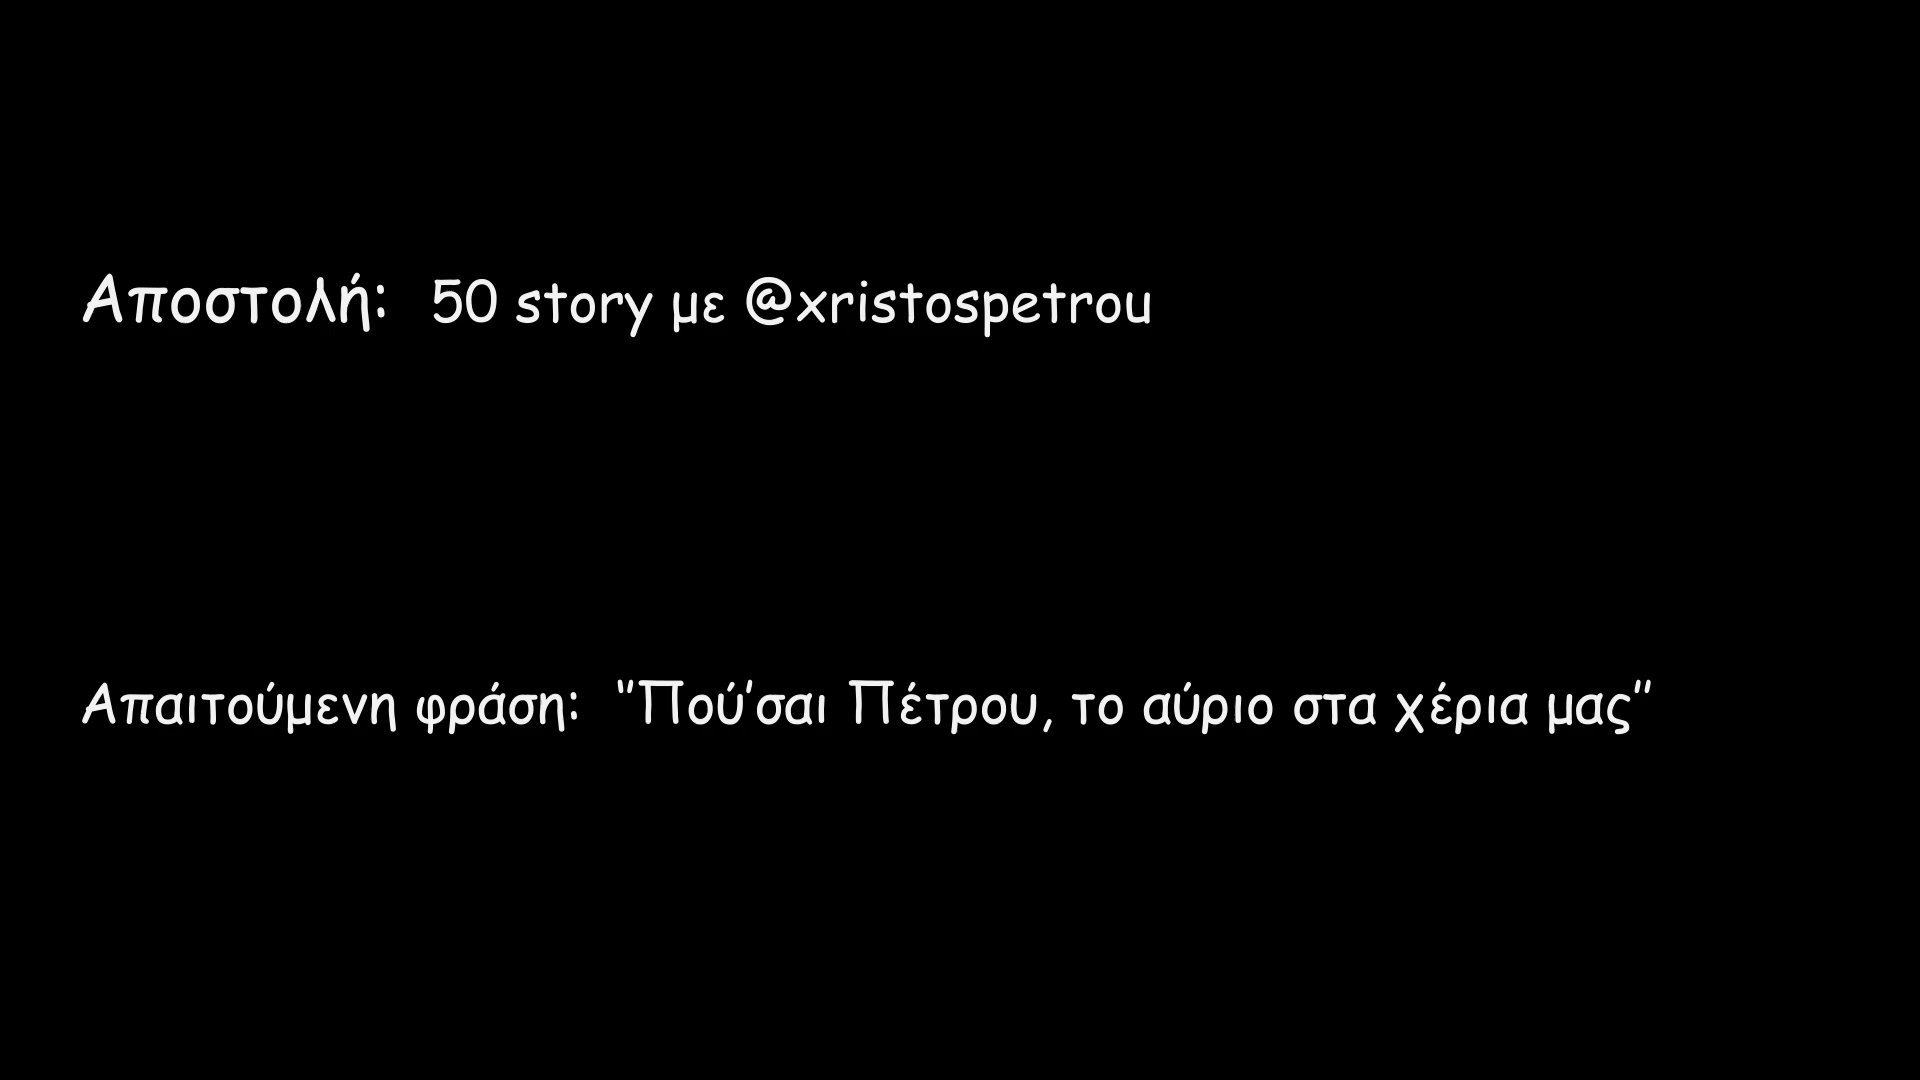 Αποστολή: 50 story με @xristospetrou
Απαιτούμενη φράση: ‘’Πού’σαι Πέτρου, το αύριο στα χέρια μας’’